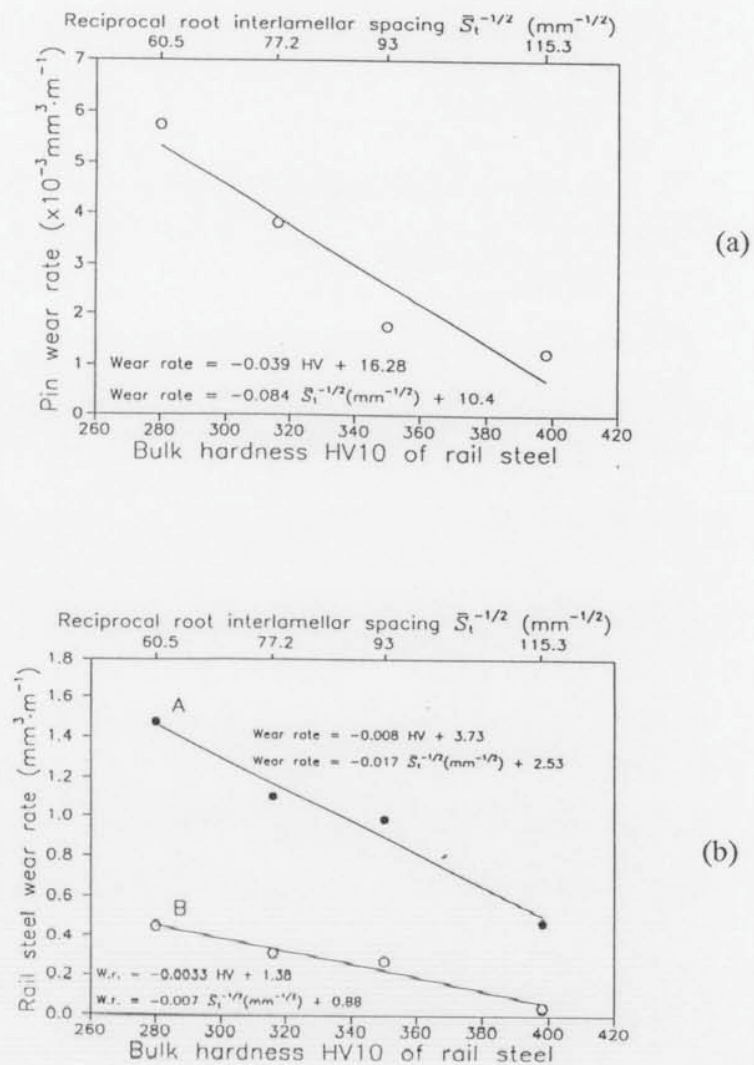 Reciprocal root interlamellar spacing S̄ₜ⁻¹/² (mm⁻¹/²)
60.5 77.2 93 115.3
7
6
5
4
3
2
1
0
Pin wear rate (x10⁻³mm³·m⁻¹)
Wear rate = −0.039 HV + 16.28
Wear rate = −0.084 S̄ₜ⁻¹/²(mm⁻¹/²) + 10.4
260 280 300 320 340 360 380 400 420
Bulk hardness HV10 of rail steel
(a)
Reciprocal root interlamellar spacing S̄ₜ⁻¹/² (mm⁻¹/²)
60.5 77.2 93 115.3
1.8
1.6
1.4
1.2
1.0
0.8
0.6
0.4
0.2
0.0
Rail steel wear rate (mm³·m⁻¹)
A
Wear rate = −0.008 HV + 3.73
Wear rate = −0.017 S̄ₜ⁻¹/²(mm⁻¹/²) + 2.53
B
W.r. = −0.0033 HV + 1.38
W.r. = −0.007 S̄ₜ⁻¹/²(mm⁻¹/²) + 0.88
260 280 300 320 340 360 380 400 420
Bulk hardness HV10 of rail steel
(b)